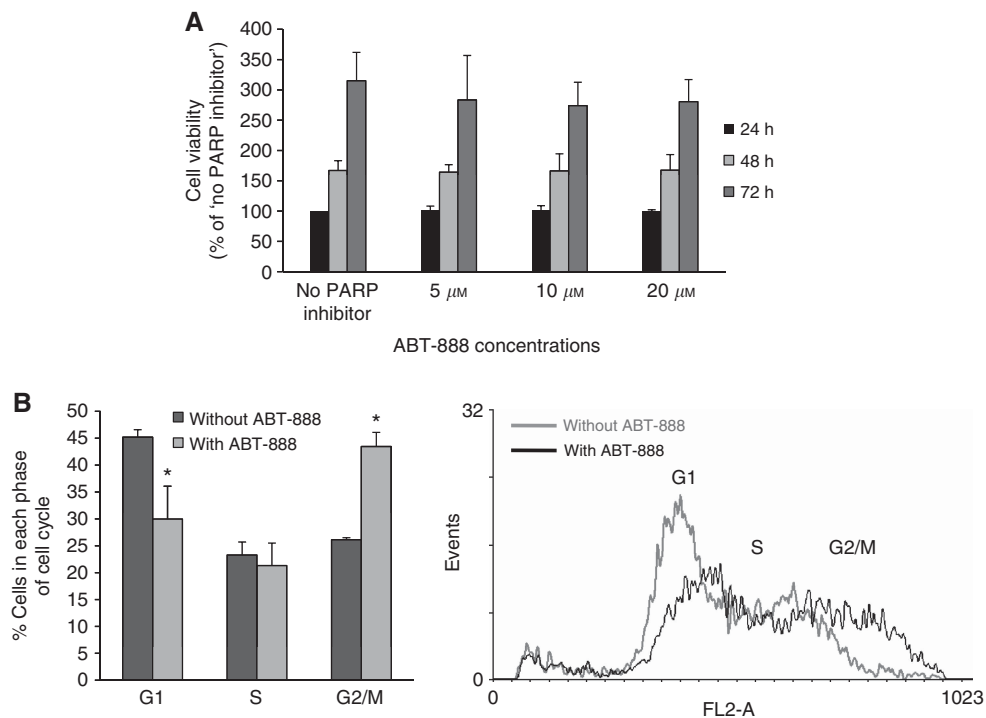 A
400
350
300
250
200
150
100
50
0
Cell viability
(% of 'no PARP inhibitor')
No PARP
inhibitor
5 μM
10 μM
20 μM
ABT-888 concentrations
24 h
48 h
72 h
B
50
45
40
35
30
25
20
15
10
5
0
% Cells in each phase
of cell cycle
Without ABT-888
With ABT-888
*
*
G1
S
G2/M
32
0
Events
Without ABT-888
With ABT-888
G1
S
G2/M
0
1023
FL2-A